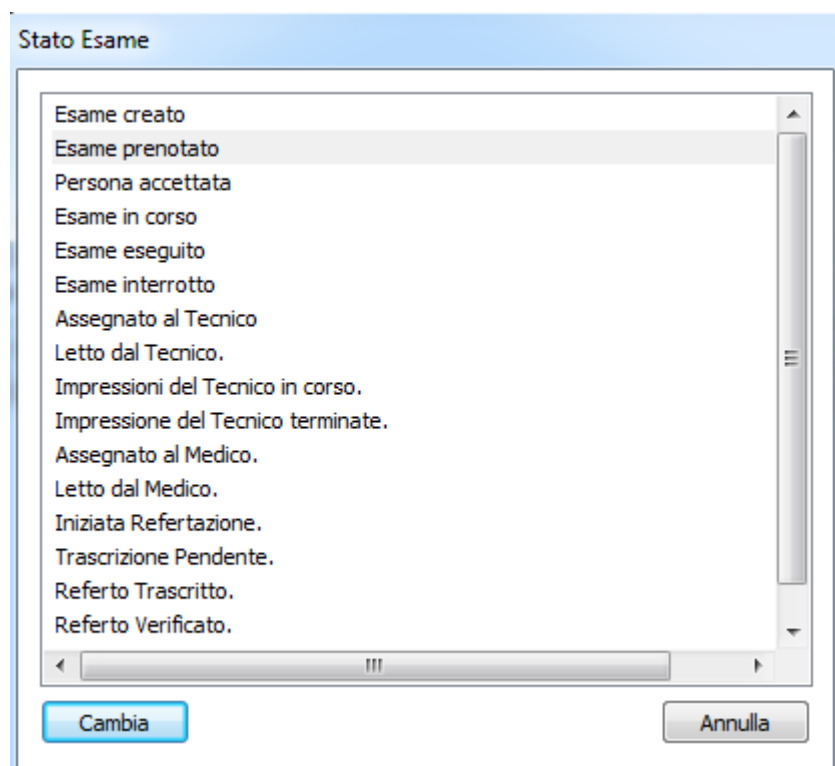 Stato Esame
Esame creato
Esame prenotato
Persona accettata
Esame in corso
Esame eseguito
Esame interrotto
Assegnato al Tecnico
Letto dal Tecnico.
Impressioni del Tecnico in corso.
Impressione del Tecnico terminate.
Assegnato al Medico.
Letto dal Medico.
Iniziata Refertazione.
Trascrizione Pendente.
Referto Trascritto.
Referto Verificato.
Cambia
Annulla